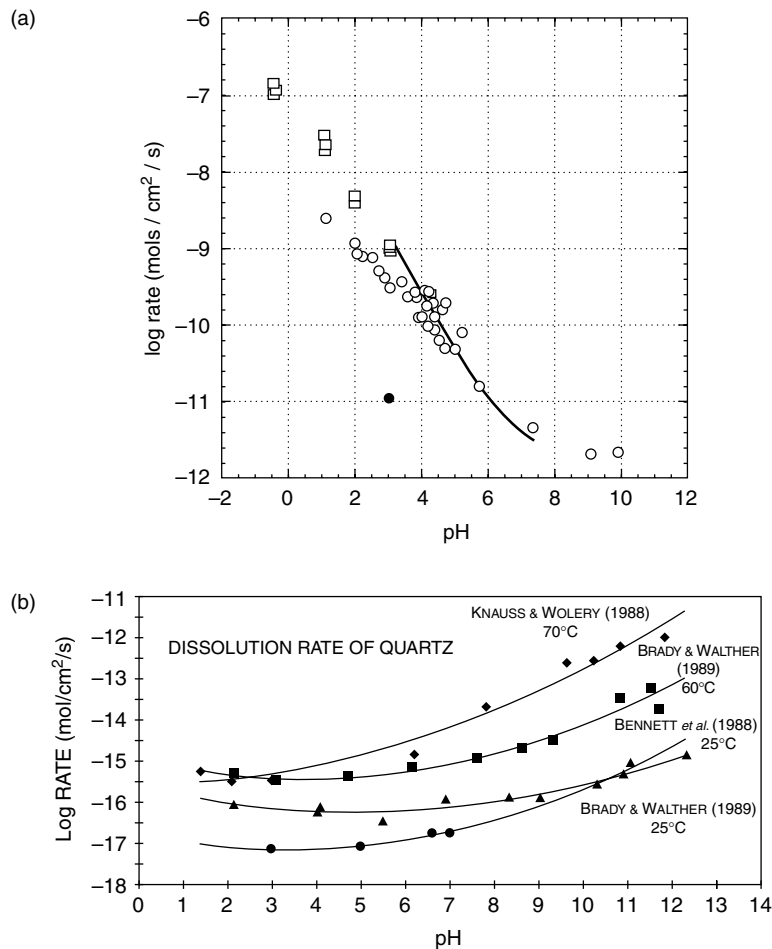 (a)
−6
−7
−8
−9
−10
−11
−12
log rate (mols / cm² / s)
−2
0
2
4
6
8
10
12
pH
(b)
−11
−12
−13
−14
−15
−16
−17
−18
Log RATE (mol/cm²/s)
DISSOLUTION RATE OF QUARTZ
KNAUSS & WOLERY (1988)
70°C
BRADY & WALTHER
(1989)
60°C
BENNETT et al. (1988)
25°C
BRADY & WALTHER (1989)
25°C
0 1 2 3 4 5 6 7 8 9 10 11 12 13 14
pH